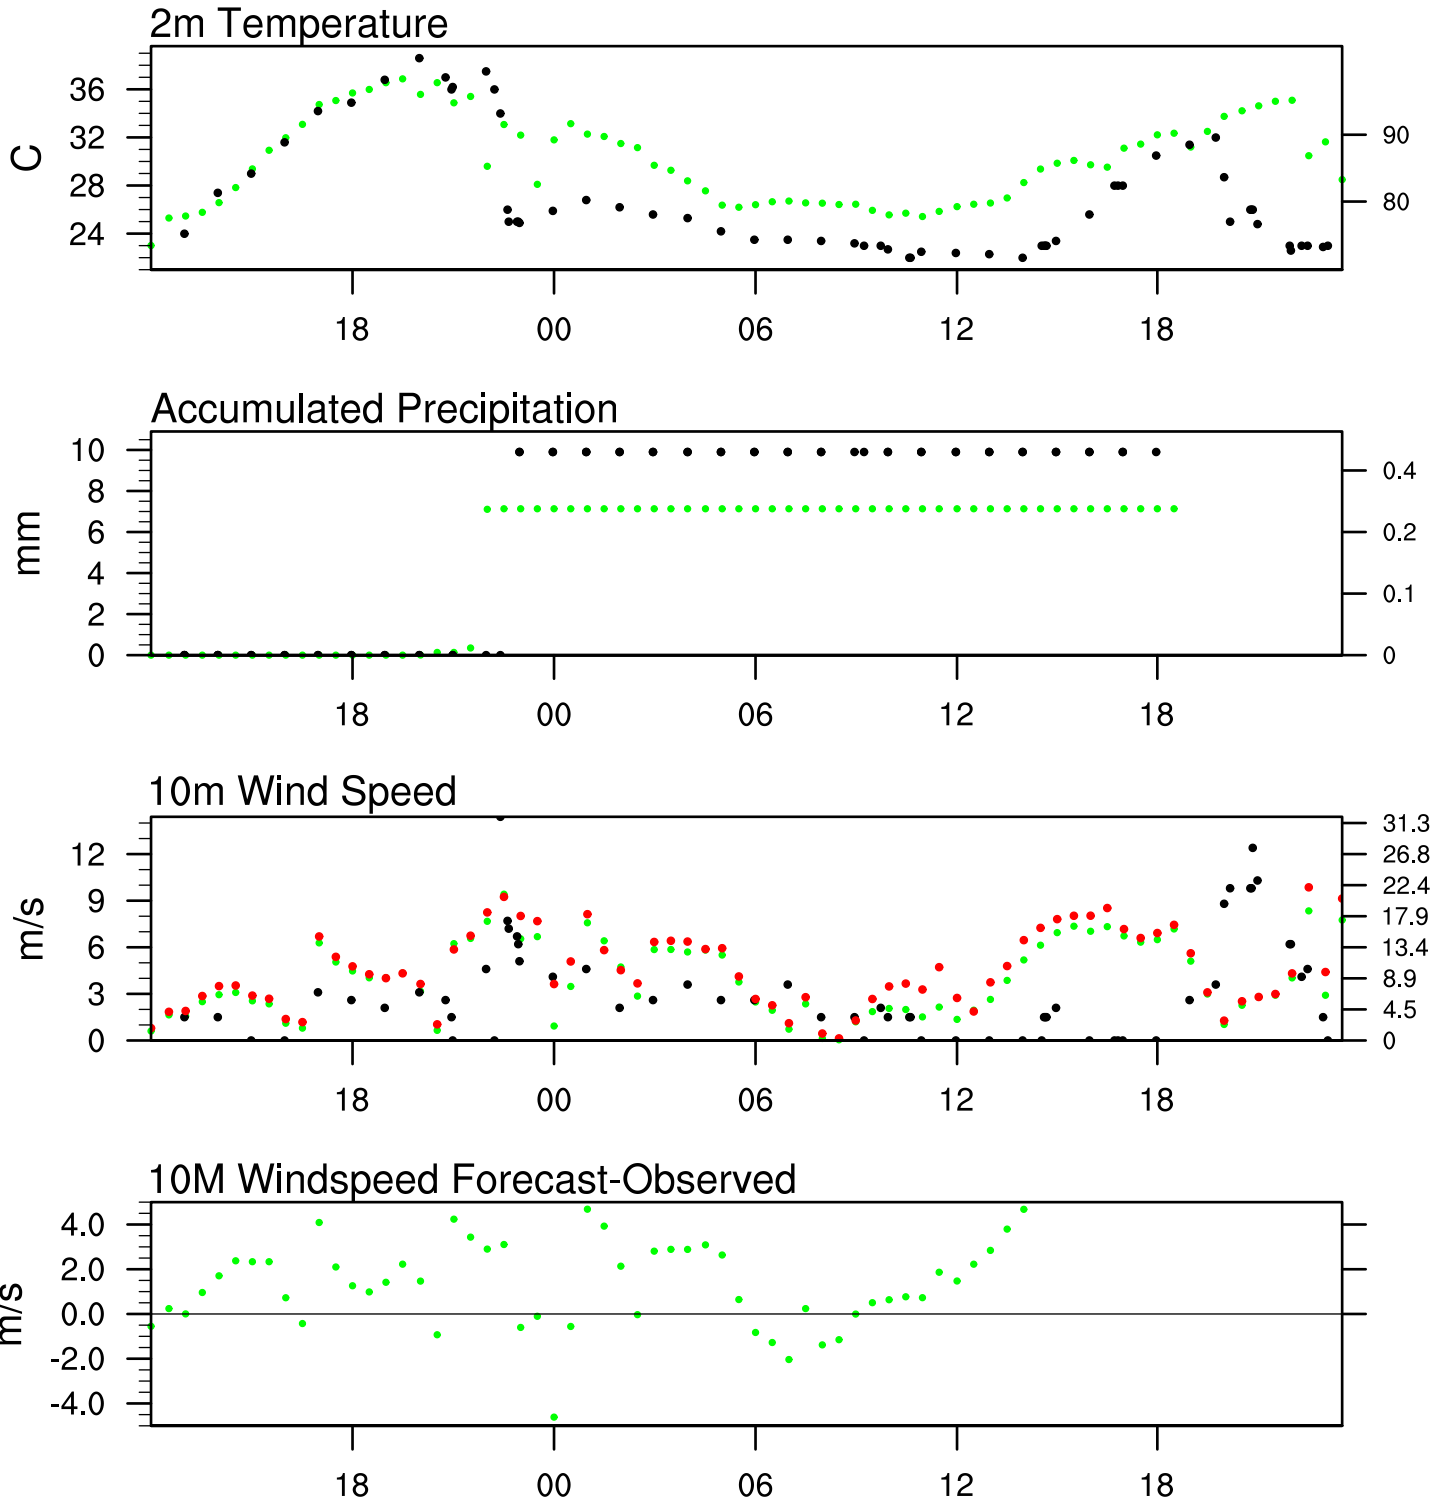 2m Temperature
36
32
28
24
C
90
80
18 00 06 12 18
Accumulated Precipitation
10
8
6
4
2
0
mm
0.4
0.2
0.1
0
18 00 06 12 18
10m Wind Speed
12
9
6
3
0
m/s
31.3
26.8
22.4
17.9
13.4
8.9
4.5
0
18 00 06 12 18
10M Windspeed Forecast-Observed
4.0
2.0
0.0
-2.0
-4.0
m/s
18 00 06 12 18